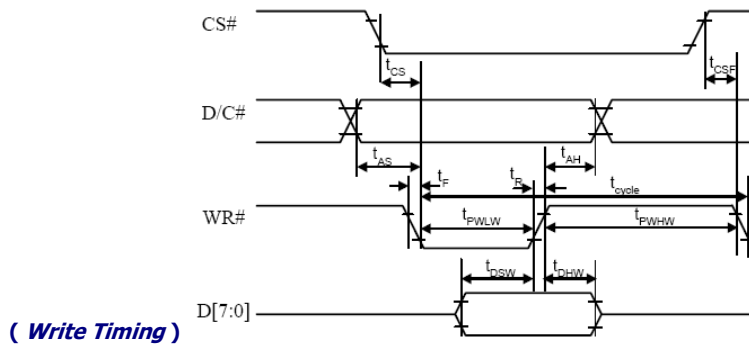 CS#
tCS
tCSF
D/C#
tAS
tAH
tF
tR
tcycle
WR#
tPWLW
tPWHW
tDSW
tDHW
D[7:0]
( Write Timing )